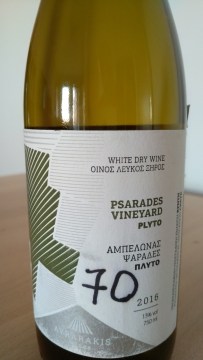 WHITE DRY WINE
ΟΙΝΟΣ ΛΕΥΚΟΣ ΞΗΡΟΣ
PSARADES
VINEYARD
PLYTO
ΑΜΠΕΛΩΝΑΣ
ΨΑΡΑΔΕΣ
ΠΛΥΤΟ
70
2016
750 ml